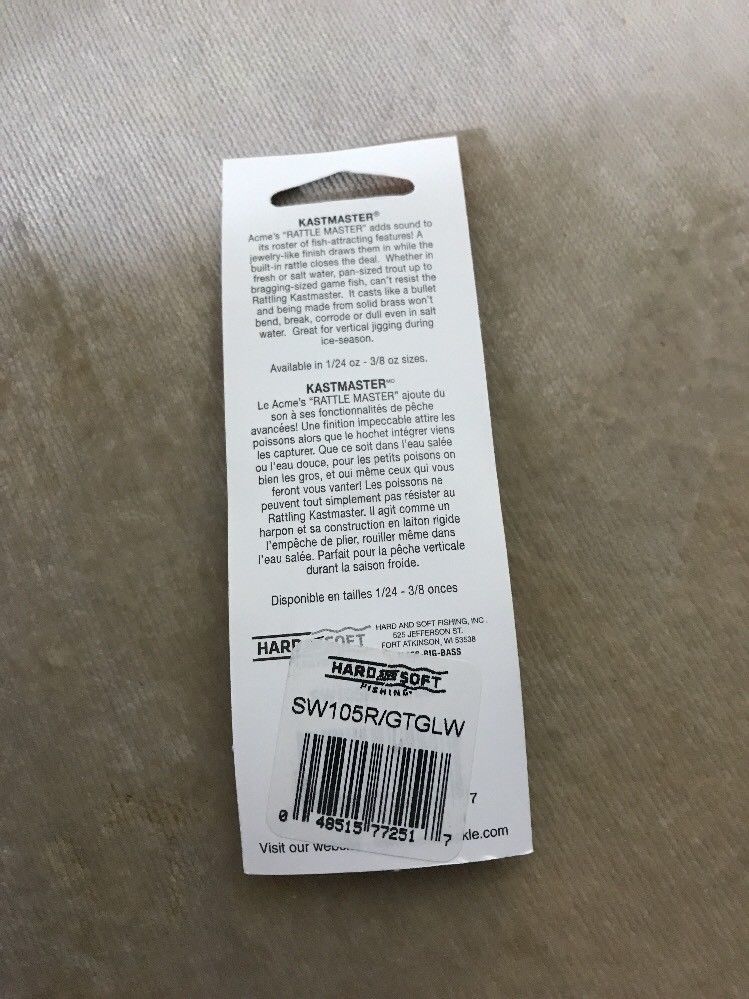 KASTMASTER®
Acme's "RATTLE MASTER" adds sound to
its roster of fish-attracting features! A
jewelry-like finish draws them in while the
built-in rattle closes the deal. Whether in
fresh or salt water, pan-sized trout up to
bragging-sized game fish, can't resist the
Rattling Kastmaster. It casts like a bullet
and being made from solid brass won't
bend, break, corrode or dull even in salt
water. Great for vertical jigging during
ice-season.
Available in 1/24 oz - 3/8 oz sizes.
KASTMASTER MD
Le Acme's "RATTLE MASTER" ajoute du
son à ses fonctionnalités de pêche
avancées! Une finition impeccable attire les
poissons alors que le hochet intégrer viens
les capturer. Que ce soit dans l'eau salée
ou l'eau douce, pour les petits poisons on
bien les gros, et oui même ceux qui vous
feront vous vanter! Les poissons ne
peuvent tout simplement pas résister au
Rattling Kastmaster. Il agit comme un
harpon et sa construction en laiton rigide
l'empêche de plier, rouiller même dans
l'eau salée. Parfait pour la pêche verticale
durant la saison froide.
Disponible en tailles 1/24 - 3/8 onces
HARD SOFT
HARD AND SOFT FISHING, INC.
525 JEFFERSON ST.
FORT ATKINSON, WI 53538
-BIG-BASS
HARD AND SOFT
FISHING
SW105R/GTGLW
0 48515 77251 7
7
Visit our kle.com